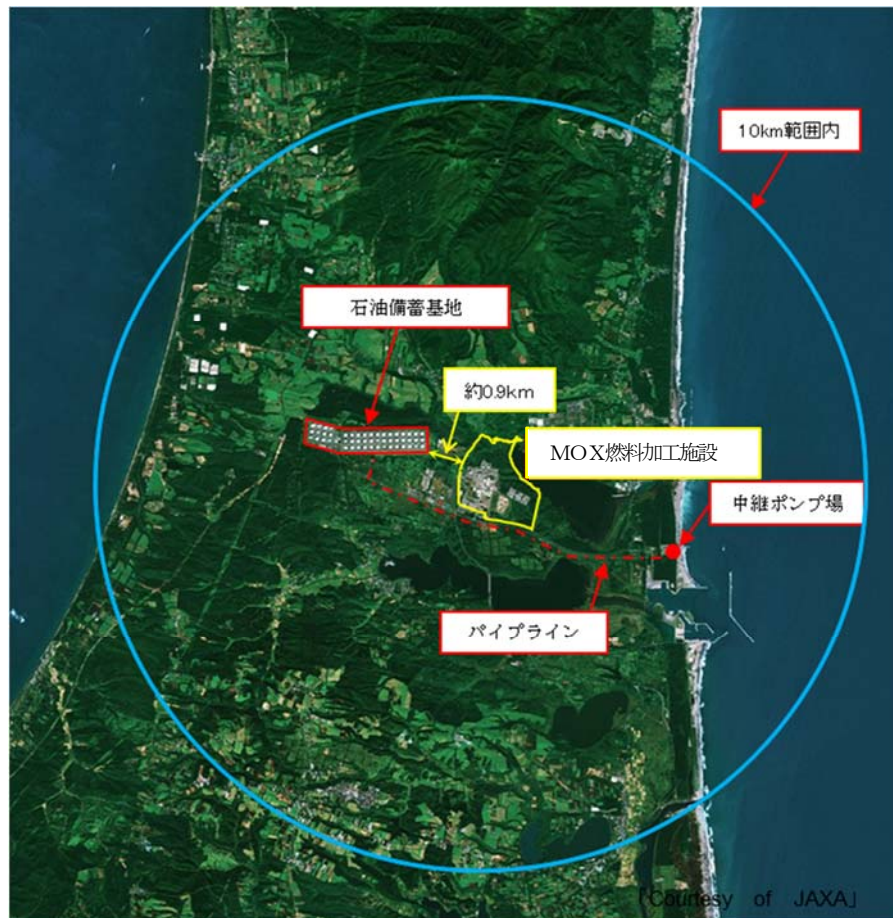 10km範囲内
石油備蓄基地
約0.9km
MOX燃料加工施設
中継ポンプ場
パイプライン
「Courtesy of JAXA」